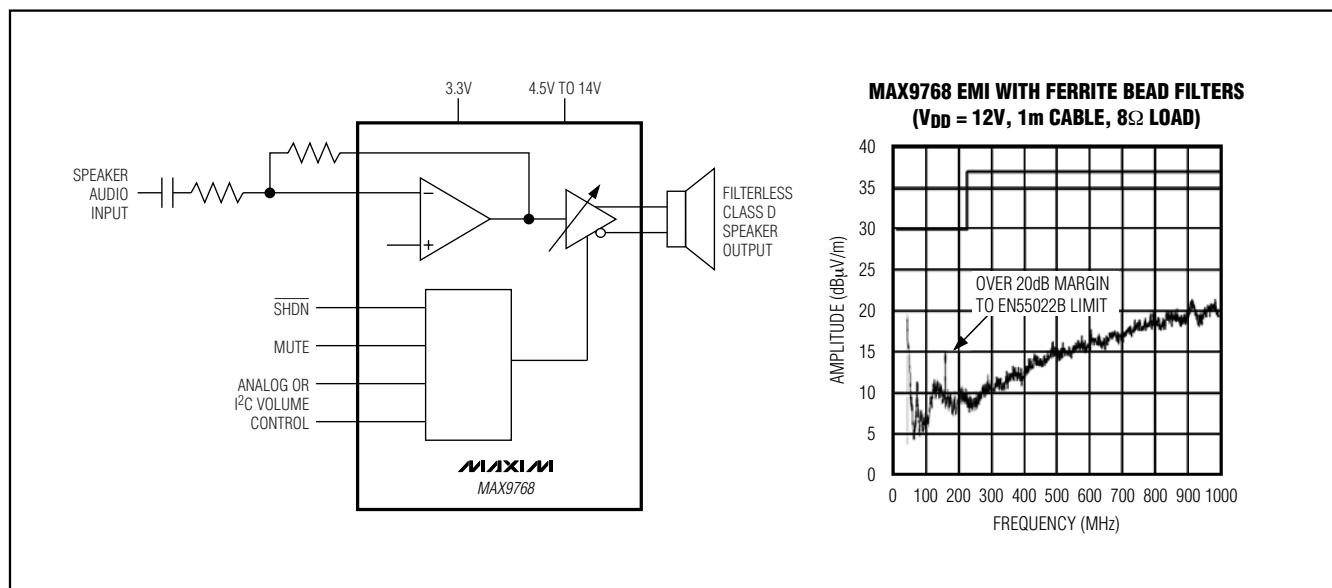 3.3V
4.5V TO 14V
SPEAKER
AUDIO
INPUT
−
+
FILTERLESS
CLASS D
SPEAKER
OUTPUT
SHDN
MUTE
ANALOG OR
I²C VOLUME
CONTROL
MAXIM
MAX9768
MAX9768 EMI WITH FERRITE BEAD FILTERS
(VDD = 12V, 1m CABLE, 8Ω LOAD)
AMPLITUDE (dBµV/m)
40
35
30
25
20
15
10
5
0
OVER 20dB MARGIN
TO EN55022B LIMIT
0 100 200 300 400 500 600 700 800 900 1000
FREQUENCY (MHz)